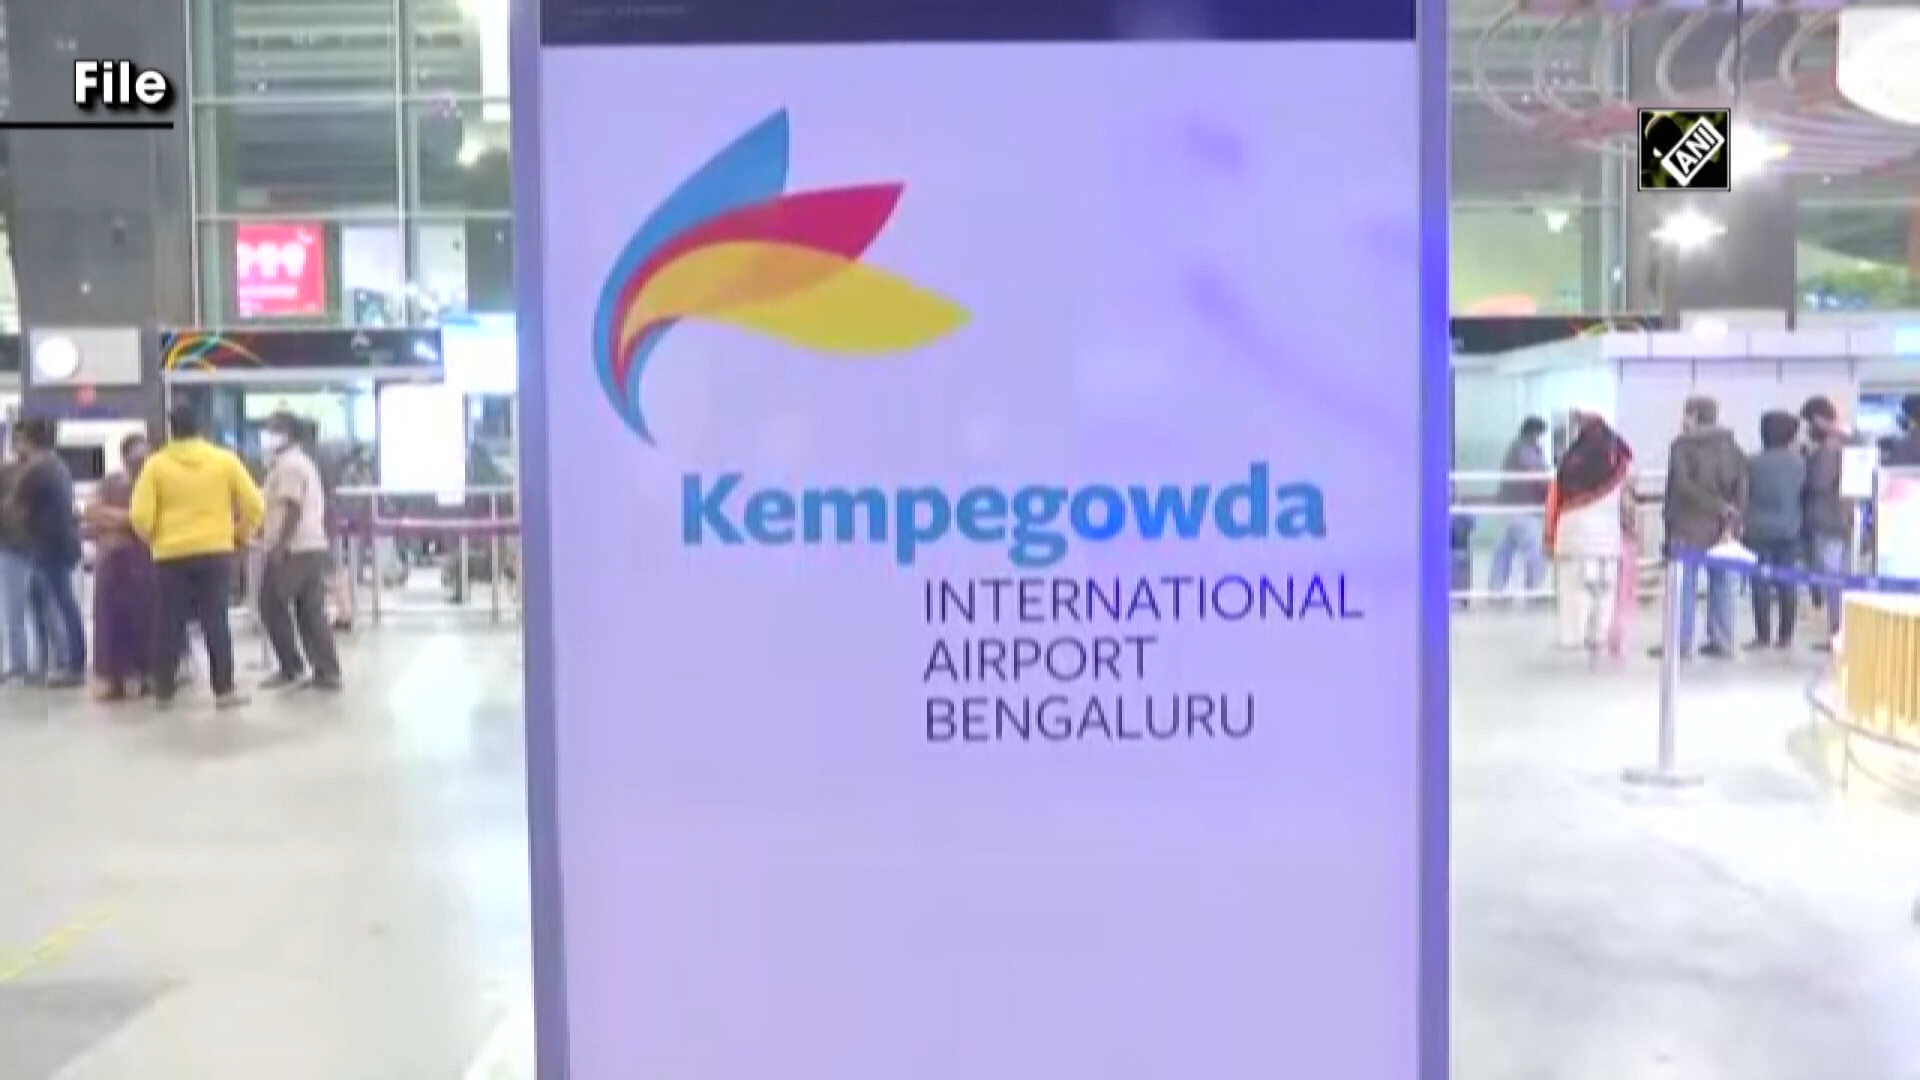 File
ANI
Kempegowda
INTERNATIONAL
AIRPORT
BENGALURU